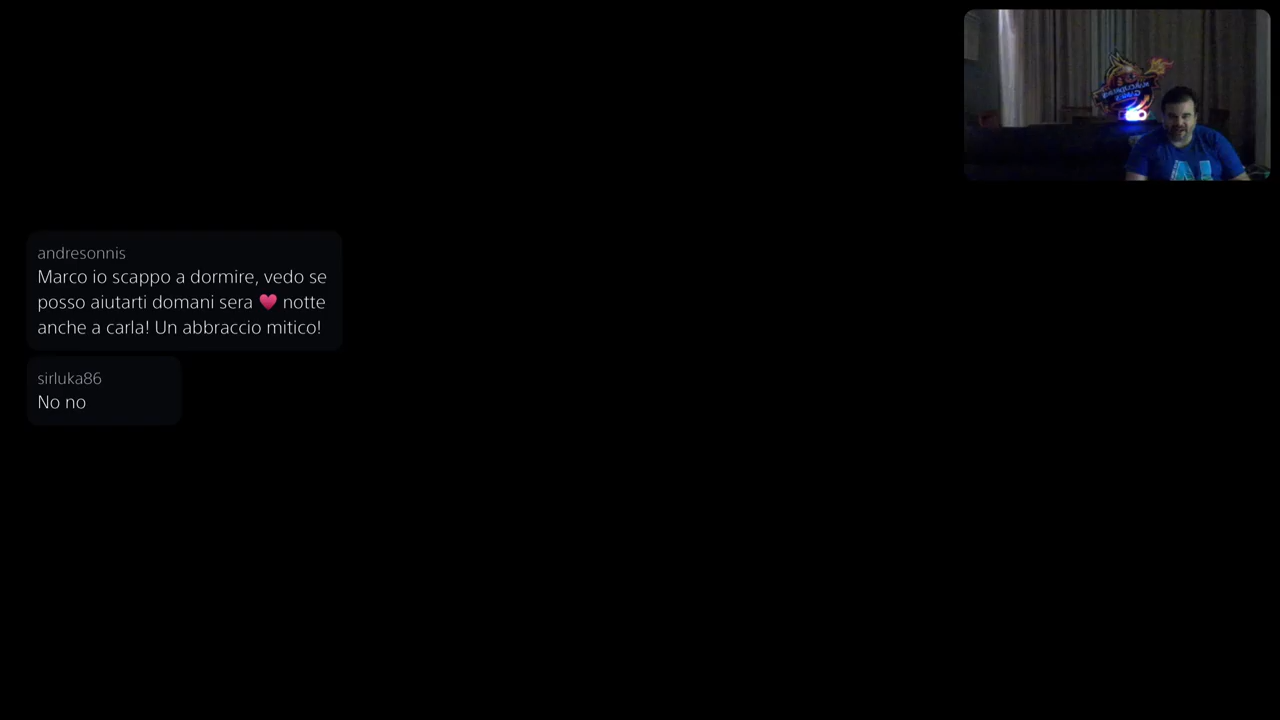 andresonnis
Marco io scappo a dormire, vedo se
posso aiutarti domani sera ♥ notte
anche a carla! Un abbraccio mitico!
sirluka86
No no